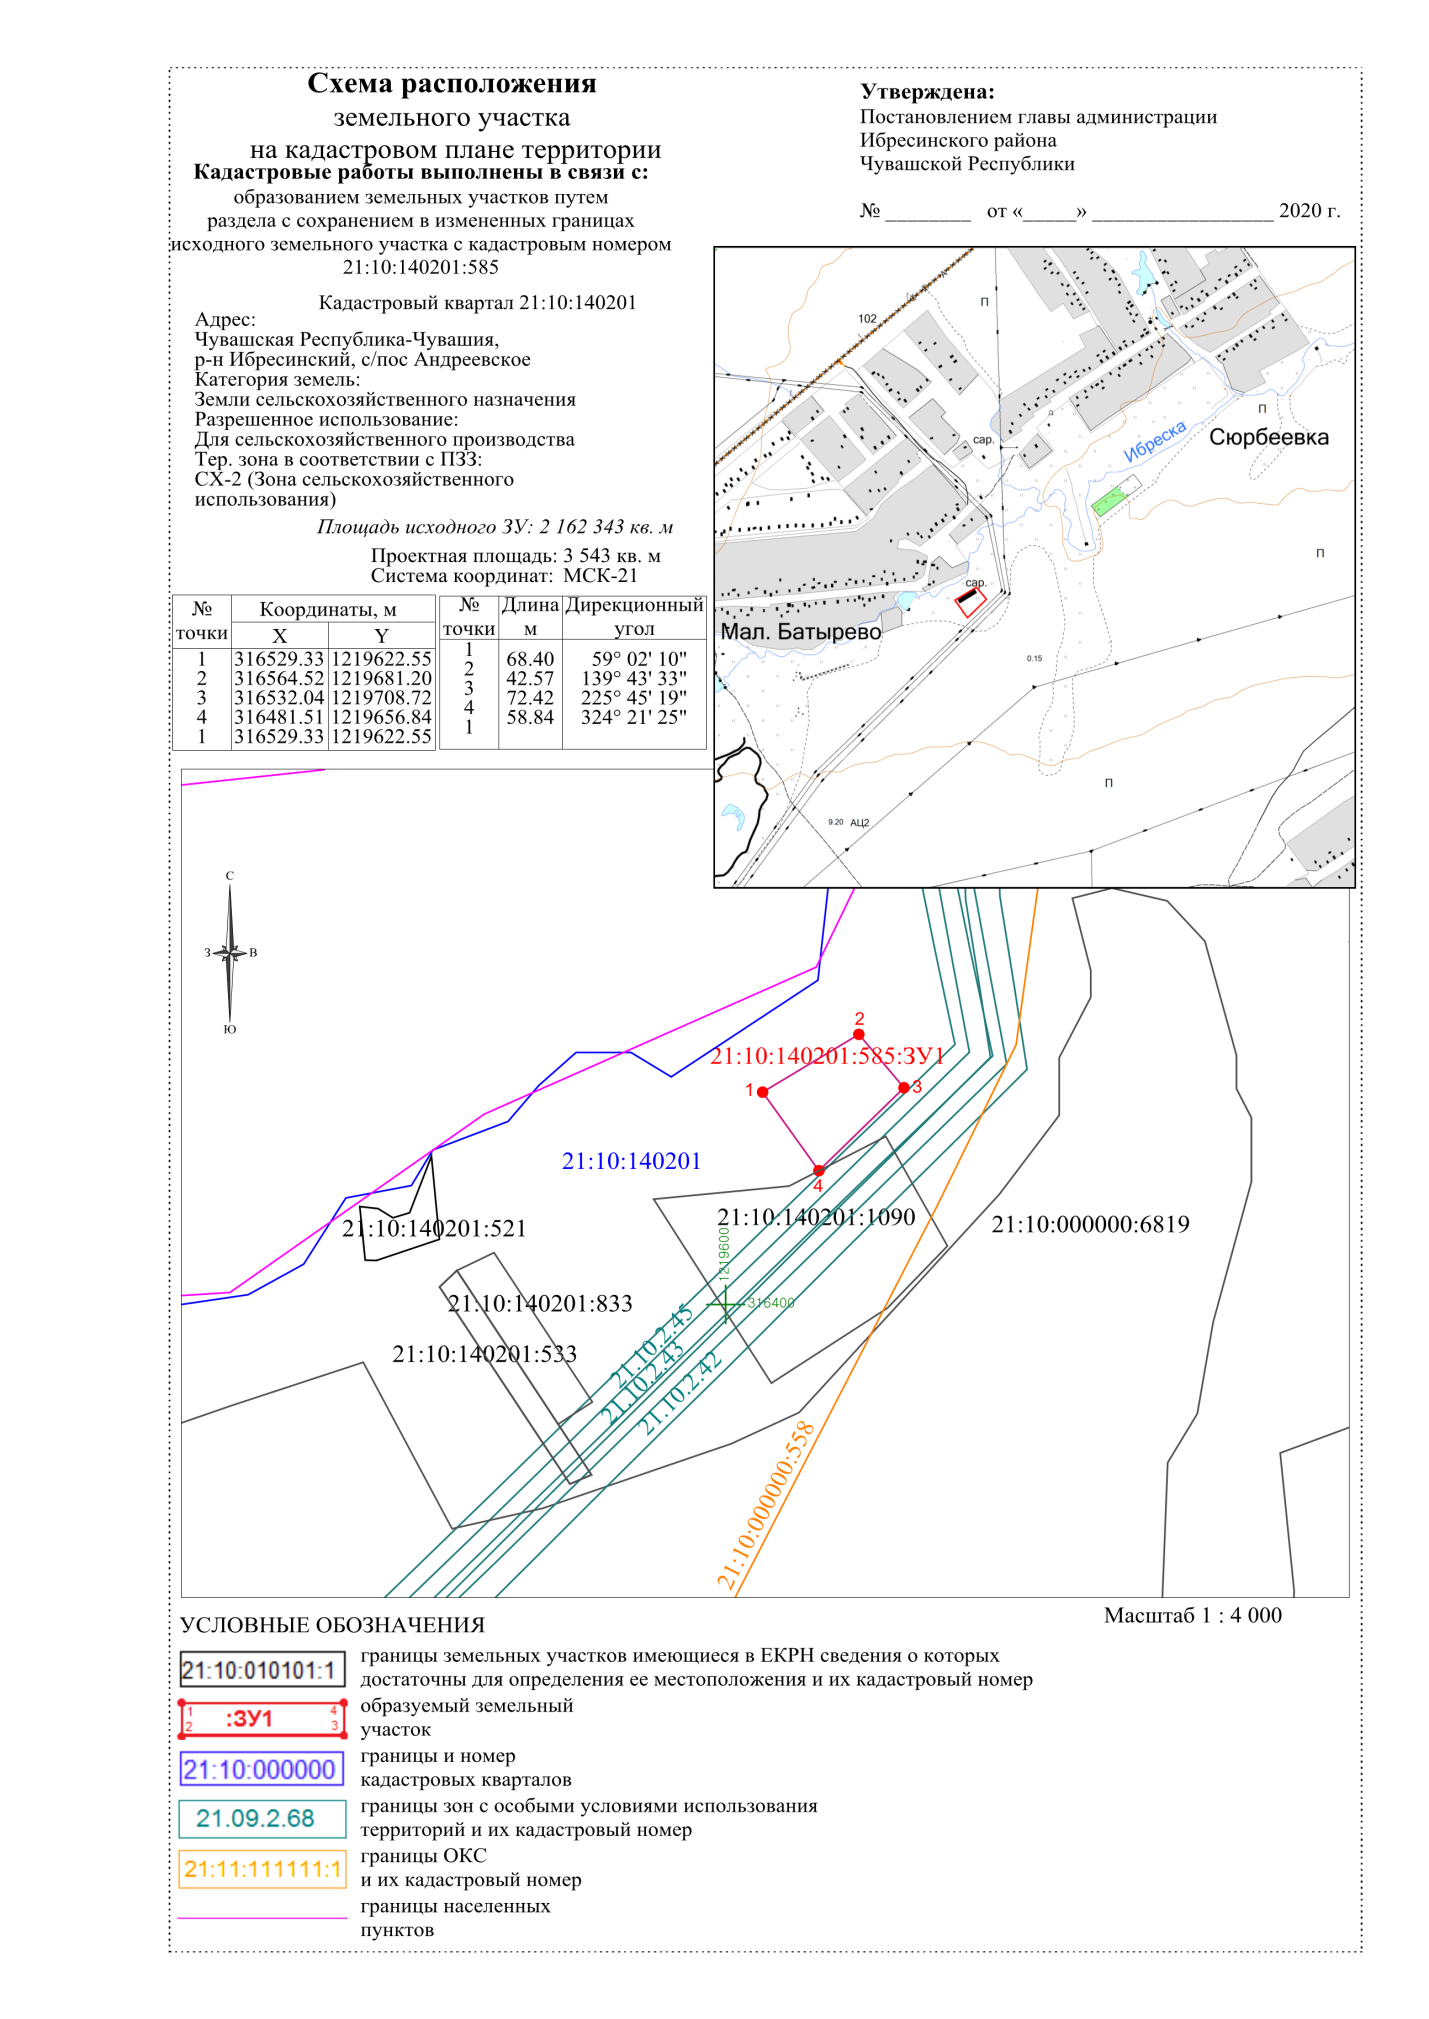 Схема расположения
земельного участка
на кадастровом плане территории
Кадастровые работы выполнены в связи с:
образованием земельных участков путем
раздела с сохранением в измененных границах
исходного земельного участка с кадастровым номером
21:10:140201:585
Кадастровый квартал 21:10:140201
Адрес:
Чувашская Республика-Чувашия,
р-н Ибресинский, с/пос Андреевское
Категория земель:
Земли сельскохозяйственного назначения
Разрешенное использование:
Для сельскохозяйственного производства
Тер. зона в соответствии с ПЗЗ:
СХ-2 (Зона сельскохозяйственного
использования)
Площадь исходного ЗУ: 2 162 343 кв. м
Проектная площадь: 3 543 кв. м
Система координат: МСК-21
Утверждена:
Постановлением главы администрации
Ибресинского района
Чувашской Республики
№ ________ от «_____» _________________ 2020 г.
№ точки Координаты, м
X Y
1 316529.33 1219622.55
2 316564.52 1219681.20
3 316532.04 1219708.72
4 316481.51 1219656.84
1 316529.33 1219622.55
№ Длина Дирекционный
точки м угол
1
68.40 59° 02' 10"
2
42.57 139° 43' 33"
3
72.42 225° 45' 19"
4
58.84 324° 21' 25"
1
102
П
сар.
Ибреска
П
Сюрбеевка
П
сар.
Мал. Батырево
0.15
П
9.20 АЦ2
С
З В
Ю
2
21:10:140201:585:ЗУ1
1
3
4
21:10:140201
21:10:140201:521
21:10:140201:1090
21:10:000000:6819
1219600
316400
21:10:140201:833
21:10:140201:533
21.10.2.45
21.10.2.43
21.10.2.42
21:10:000000:558
Масштаб 1 : 4 000
УСЛОВНЫЕ ОБОЗНАЧЕНИЯ
21:10:010101:1
границы земельных участков имеющиеся в ЕКРН сведения о которых
достаточны для определения ее местоположения и их кадастровый номер
1 :ЗУ1 4
2 3
образуемый земельный
участок
21:10:000000
границы и номер
кадастровых кварталов
21.09.2.68
границы зон с особыми условиями использования
территорий и их кадастровый номер
21:11:111111:1
границы ОКС
и их кадастровый номер
границы населенных
пунктов